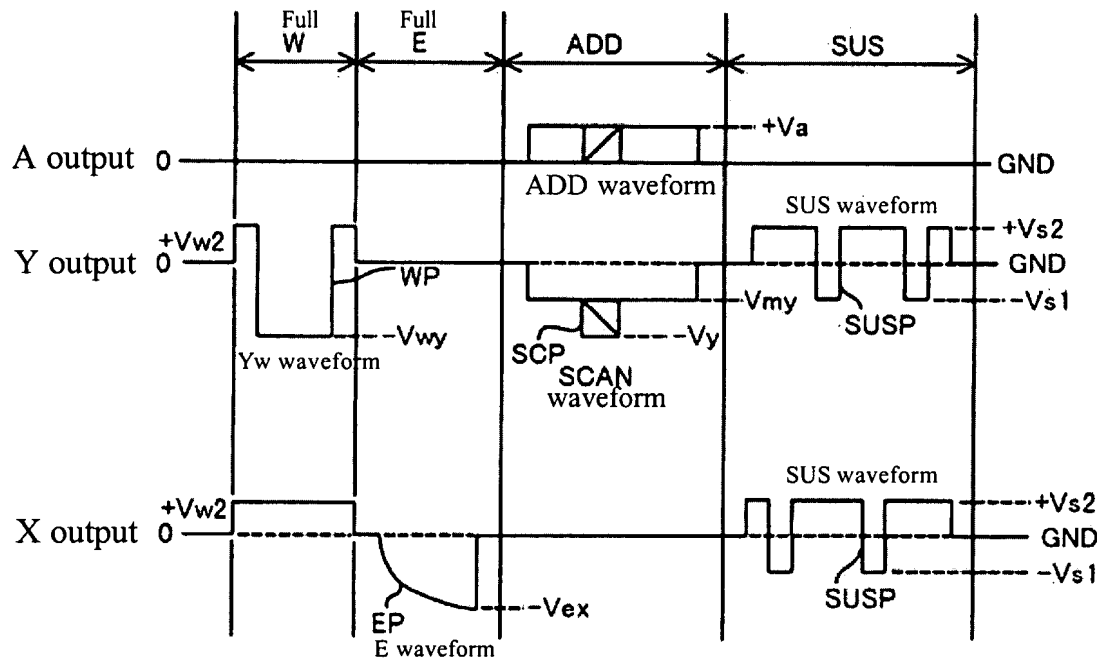 Full Full
W E ADD SUS
+Va
A output 0 GND
ADD waveform
SUS waveform
+Vw2 +Vs2
Y output 0 GND
WP
-Vmy -Vs1
-Vwy SCP -Vy SUSP
Yw waveform
SCAN
waveform
SUS waveform
+Vw2 +Vs2
X output 0 GND
-Vs1
SUSP
-Vex
EP
E waveform